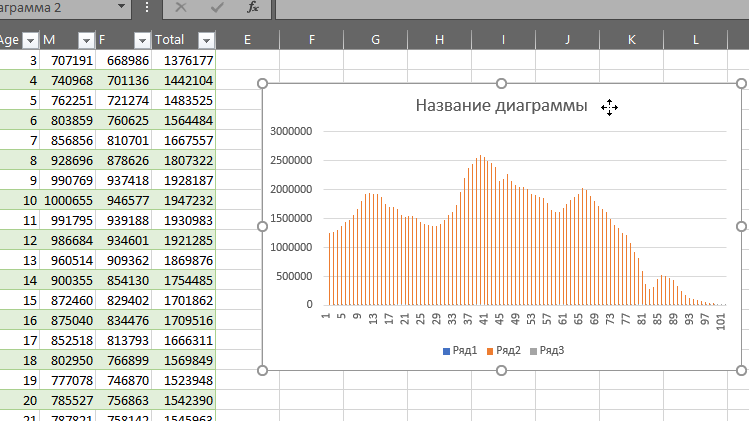 аграмма 2 fx
Age M F Total E F G H I J K L
3 707191 668986 1376177
4 740968 701136 1442104
5 762251 721274 1483525
6 803859 760625 1564484
7 856856 810701 1667557
8 928696 878626 1807322
9 990769 937418 1928187
10 1000655 946577 1947232
11 991795 939188 1930983
12 986684 934601 1921285
13 960514 909362 1869876
14 900355 854130 1754485
15 872460 829402 1701862
16 875040 834476 1709516
17 852518 813793 1666311
18 802950 766899 1569849
19 777078 746870 1523948
20 785527 756863 1542390
21 787821 758142 1545963
Название диаграммы
3000000
2500000
2000000
1500000
1000000
500000
0
1 5 9 13 17 21 25 29 33 37 41 45 49 53 57 61 65 69 73 77 81 85 89 93 97 101
Ряд1 Ряд2 Ряд3